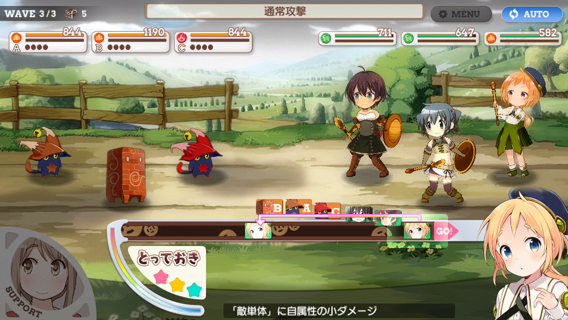 WAVE 3/3 5
通常攻撃
MENU
AUTO
844
1190
844
711
647
582
A
B
C
B A C
GO!
とっておき
SUPPORT
「敵単体」に自属性の小ダメージ